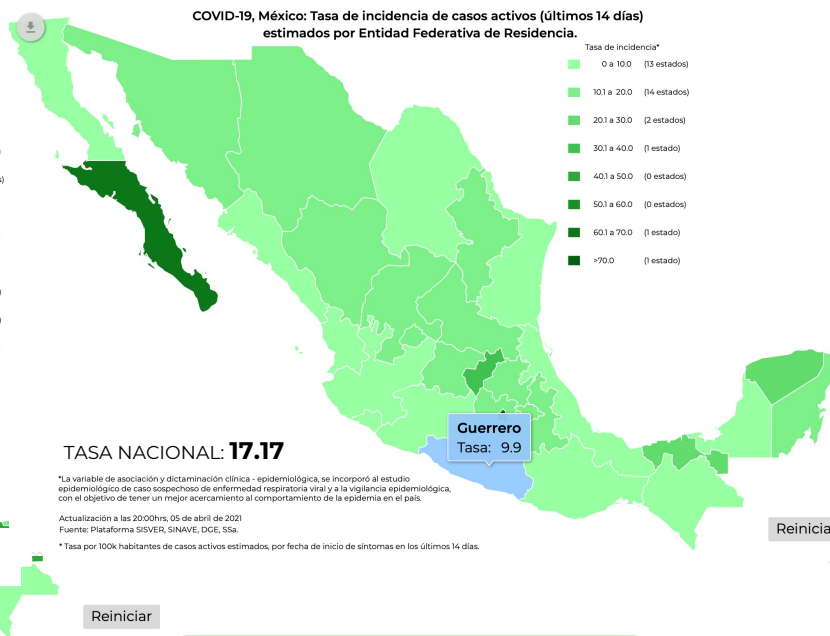 COVID-19, México: Tasa de incidencia de casos activos (últimos 14 días)
estimados por Entidad Federativa de Residencia.
Tasa de incidencia*
0 a 10.0 (13 estados)
10.1 a 20.0 (14 estados)
20.1 a 30.0 (2 estados)
30.1 a 40.0 (1 estado)
40.1 a 50.0 (0 estados)
50.1 a 60.0 (0 estados)
60.1 a 70.0 (1 estado)
>70.0 (1 estado)
Guerrero
Tasa: 9.9
TASA NACIONAL: 17.17
*La variable de asociación y dictaminación clínica - epidemiológica, se incorporó al estudio
epidemiológico de caso sospechoso de enfermedad respiratoria viral y a la vigilancia epidemiológica,
con el objetivo de tener un mejor acercamiento al comportamiento de la epidemia en el país.
Actualización a las 20:00hrs, 05 de abril de 2021
Fuente: Plataforma SISVER, SINAVE, DGE, SSa.
* Tasa por 100k habitantes de casos activos estimados, por fecha de inicio de síntomas en los últimos 14 días.
Reinicia
Reiniciar